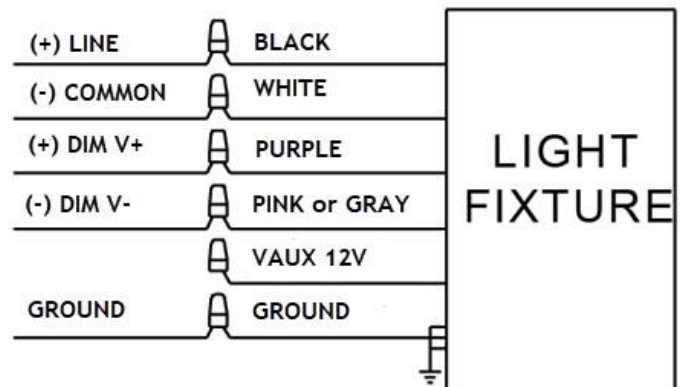 (+) LINE BLACK
(-) COMMON WHITE
(+) DIM V+ PURPLE
(-) DIM V- PINK or GRAY
VAUX 12V
GROUND GROUND
LIGHT
FIXTURE